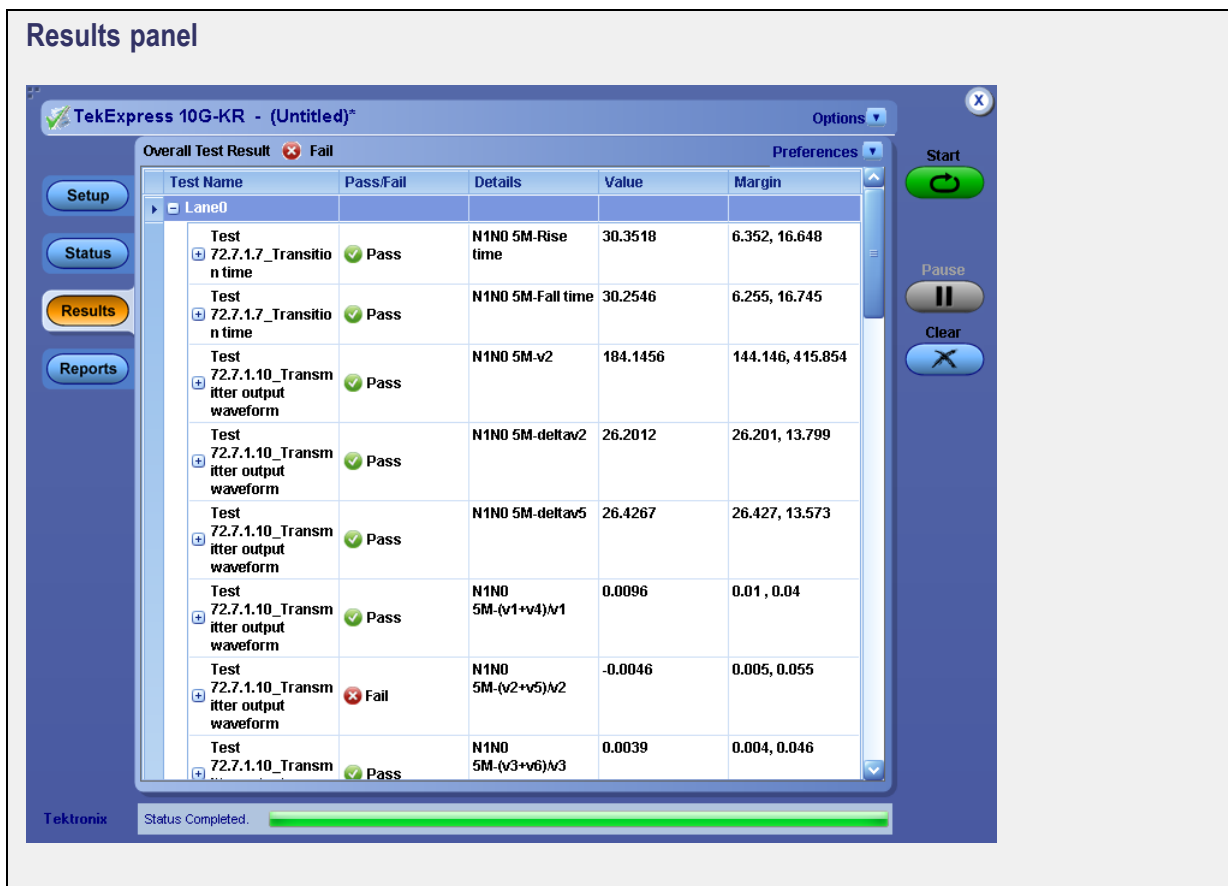 Results panel
TekExpress 10G-KR - (Untitled)*
Options
Overall Test Result Fail
Preferences
Start
Setup
Status
Results
Reports
Pause
Clear
Test Name Pass/Fail Details Value Margin
Lane0
Test
72.7.1.7_Transitio
n time
Pass
N1N0 5M-Rise
time
30.3518
6.352, 16.648
Test
72.7.1.7_Transitio
n time
Pass
N1N0 5M-Fall time
30.2546
6.255, 16.745
Test
72.7.1.10_Transm
itter output
waveform
Pass
N1N0 5M-v2
184.1456
144.146, 415.854
Test
72.7.1.10_Transm
itter output
waveform
Pass
N1N0 5M-deltav2
26.2012
26.201, 13.799
Test
72.7.1.10_Transm
itter output
waveform
Pass
N1N0 5M-deltav5
26.4267
26.427, 13.573
Test
72.7.1.10_Transm
itter output
waveform
Pass
N1N0
5M-(v1+v4)/v1
0.0096
0.01 , 0.04
Test
72.7.1.10_Transm
itter output
waveform
Fail
N1N0
5M-(v2+v5)/v2
-0.0046
0.005, 0.055
Test
72.7.1.10_Transm
Pass
N1N0
5M-(v3+v6)/v3
0.0039
0.004, 0.046
Tektronix
Status Completed.